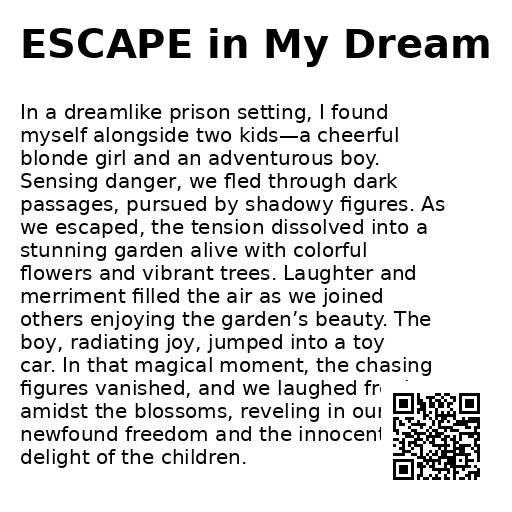 ESCAPE in My Dream
In a dreamlike prison setting, I found
myself alongside two kids—a cheerful
blonde girl and an adventurous boy.
Sensing danger, we fled through dark
passages, pursued by shadowy figures. As
we escaped, the tension dissolved into a
stunning garden alive with colorful
flowers and vibrant trees. Laughter and
merriment filled the air as we joined
others enjoying the garden’s beauty. The
boy, radiating joy, jumped into a toy
car. In that magical moment, the chasing
figures vanished, and we laughed
amidst the blossoms, reveling in our
newfound freedom and the innocent
delight of the children.